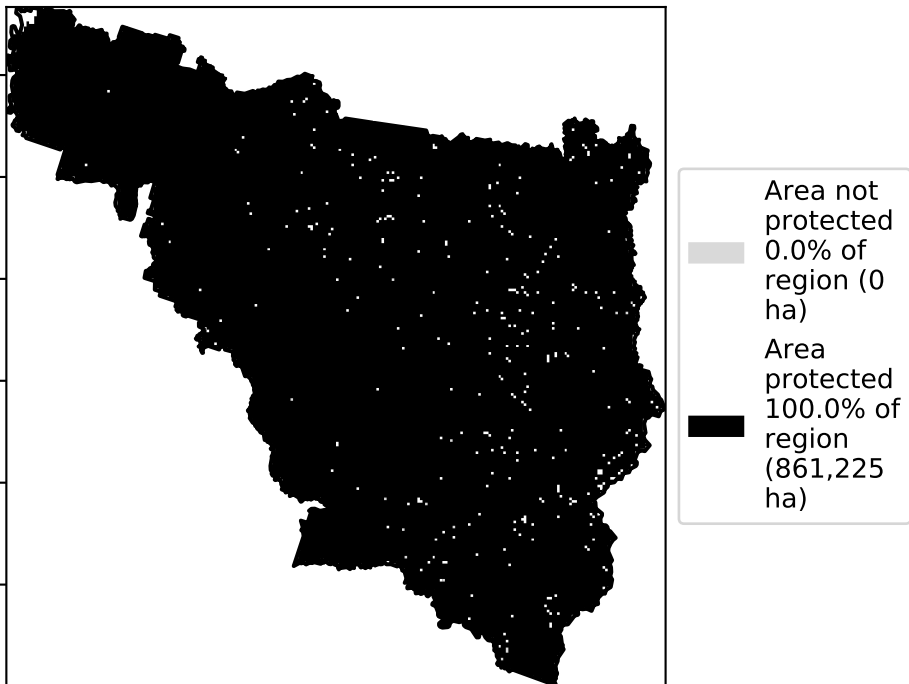 Area not
protected
0.0% of
region (0
ha)
Area
protected
100.0% of
region
(861,225
ha)